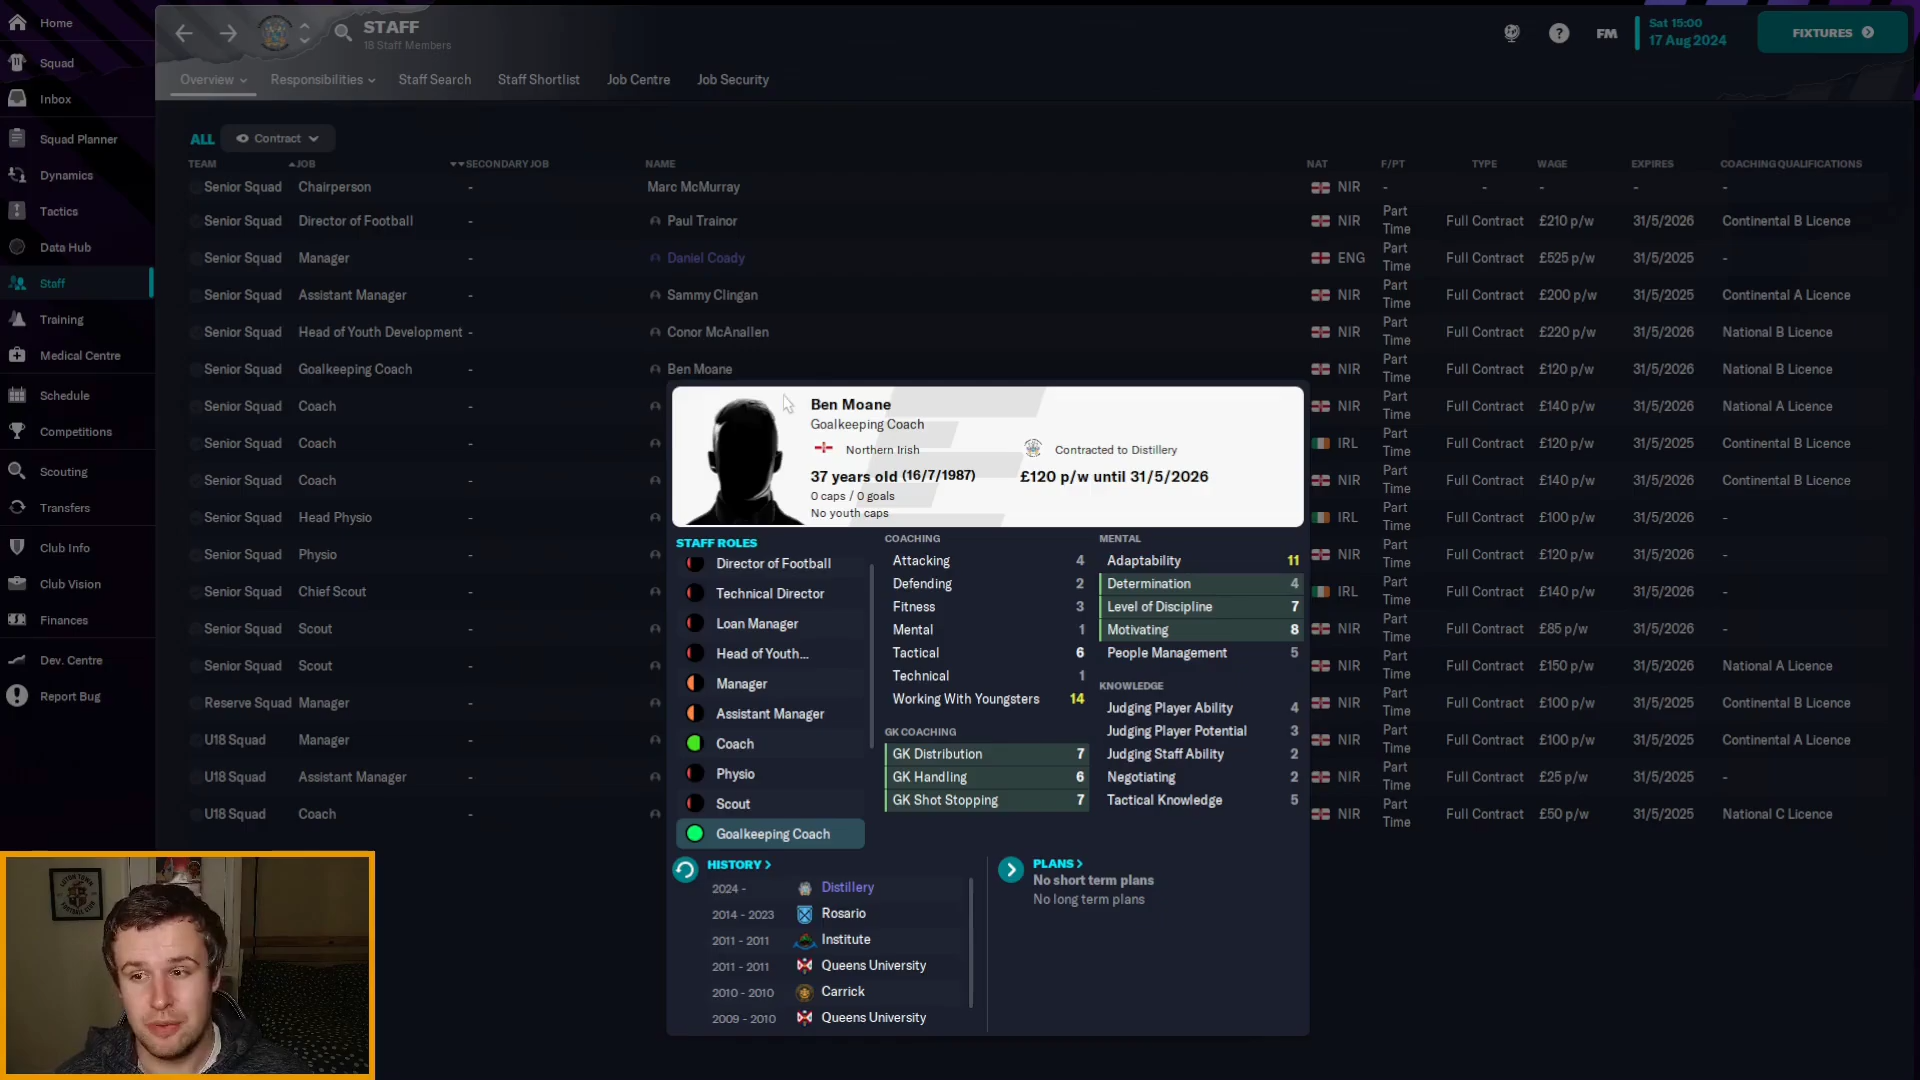 Home
Squad
Inbox
Squad Planner
Dynamics
Tactics
Data Hub
Staff
Training
Medical Centre
Schedule
Competitions
Scouting
Transfers
Club Info
Club Vision
Finances
Dev. Centre
Report Bug
STAFF
18 Staff Members
FM
Sat 15:00
17 Aug 2024
FIXTURES
Overview Responsibilities Staff Search Staff Shortlist Job Centre Job Security
ALL Contract
TEAM JOB SECONDARY JOB NAME NAT F/PT TYPE WAGE EXPIRES COACHING QUALIFICATIONS
Senior Squad Chairperson - Marc McMurray NIR - - - - -
Senior Squad Director of Football - Paul Trainor NIR Part Time Full Contract £210 p/w 31/5/2026 Continental B Licence
Senior Squad Manager - Daniel Coady ENG Part Time Full Contract £525 p/w 31/5/2025 -
Senior Squad Assistant Manager - Sammy Clingan NIR Part Time Full Contract £200 p/w 31/5/2025 Continental A Licence
Senior Squad Head of Youth Development - Conor McAnallen NIR Part Time Full Contract £220 p/w 31/5/2026 National B Licence
Senior Squad Goalkeeping Coach - Ben Moane NIR Part Time Full Contract £120 p/w 31/5/2026 National B Licence
Senior Squad Coach - NIR Part Time Full Contract £140 p/w 31/5/2026 National A Licence
Senior Squad Coach - IRL Part Time Full Contract £120 p/w 31/5/2026 Continental B Licence
Senior Squad Coach - NIR Part Time Full Contract £140 p/w 31/5/2026 Continental B Licence
Senior Squad Head Physio - IRL Part Time Full Contract £100 p/w 31/5/2026 -
Senior Squad Physio - NIR Part Time Full Contract £120 p/w 31/5/2026 -
Senior Squad Chief Scout - IRL Part Time Full Contract £140 p/w 31/5/2026 -
Senior Squad Scout - NIR Part Time Full Contract £85 p/w 31/5/2026 -
Senior Squad Scout - NIR Part Time Full Contract £150 p/w 31/5/2026 National A Licence
Reserve Squad Manager - NIR Part Time Full Contract £100 p/w 31/5/2026 Continental B Licence
U18 Squad Manager - NIR Part Time Full Contract £100 p/w 31/5/2026 Continental A Licence
U18 Squad Assistant Manager - NIR Part Time Full Contract £25 p/w 31/5/2025 -
U18 Squad Coach - NIR Part Time Full Contract £50 p/w 31/5/2026 National C Licence
Ben Moane
Goalkeeping Coach
Northern Irish Contracted to Distillery
37 years old (16/7/1987) £120 p/w until 31/5/2026
0 caps / 0 goals
No youth caps
STAFF ROLES
Director of Football
Technical Director
Loan Manager
Head of Youth...
Manager
Assistant Manager
Coach
Physio
Scout
Goalkeeping Coach
COACHING
Attacking 4
Defending 2
Fitness 3
Mental 1
Tactical 6
Technical 1
Working With Youngsters 14
GK COACHING
GK Distribution 7
GK Handling 6
GK Shot Stopping 7
MENTAL
Adaptability 11
Determination 4
Level of Discipline 7
Motivating 8
People Management 5
KNOWLEDGE
Judging Player Ability 4
Judging Player Potential 3
Judging Staff Ability 2
Negotiating 2
Tactical Knowledge 5
HISTORY
2024 - Distillery
2014 - 2023 Rosario
2011 - 2011 Institute
2011 - 2011 Queens University
2010 - 2010 Carrick
2009 - 2010 Queens University
PLANS
No short term plans
No long term plans